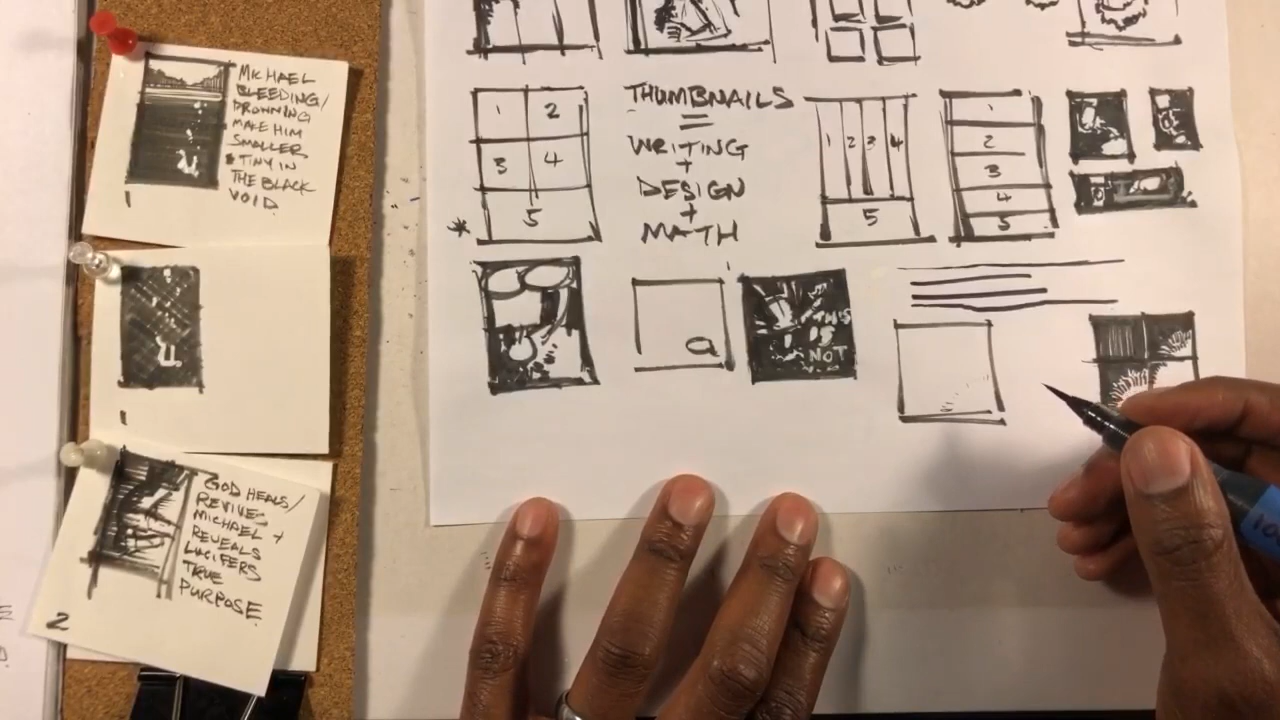 MICHAEL
BLEEDING/
DROWNING
MAKE HIM
SMALLER
TINY IN
THE BLACK
VOID.
1
GOD HEALS/
REVIVES
MICHAEL +
REVEALS
LUCIFERS
TRUE
PURPOSE
2
1 2
3 4
5
*
THUMBNAILS
=
WRITING
+
DESIGN
+
MATH
1 2 3 4
5
1
2
3
4
5
a
THIS
IS
NOT